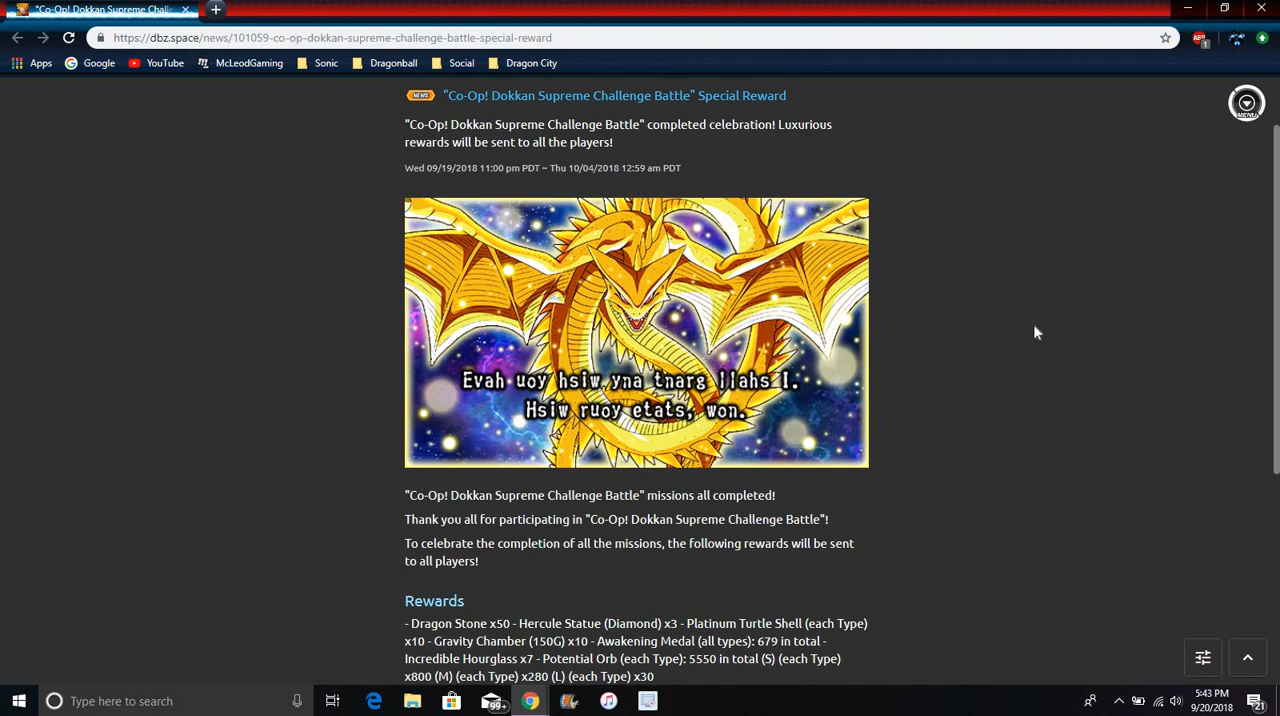 "Co-Op! Dokkan Supreme Chall
https://dbz.space/news/101059-co-op-dokkan-supreme-challenge-battle-special-reward
ABP
1
Apps Google YouTube McLeodGaming Sonic Dragonball Social Dragon City
NEWS "Co-Op! Dokkan Supreme Challenge Battle" Special Reward
MENU
"Co-Op! Dokkan Supreme Challenge Battle" completed celebration! Luxurious
rewards will be sent to all the players!
Wed 09/19/2018 11:00 pm PDT ~ Thu 10/04/2018 12:59 am PDT
Evah uoy hsiw yna tnarg llahs I.
Hsiw ruoy etats, won.
"Co-Op! Dokkan Supreme Challenge Battle" missions all completed!
Thank you all for participating in "Co-Op! Dokkan Supreme Challenge Battle"!
To celebrate the completion of all the missions, the following rewards will be sent
to all players!
Rewards
- Dragon Stone x50 - Hercule Statue (Diamond) x3 - Platinum Turtle Shell (each Type)
x10 - Gravity Chamber (150G) x10 - Awakening Medal (all types): 679 in total -
Incredible Hourglass x7 - Potential Orb (each Type): 5550 in total (S) (each Type)
x800 (M) (each Type) x280 (L) (each Type) x30
Type here to search
99+
5:43 PM
9/20/2018
21